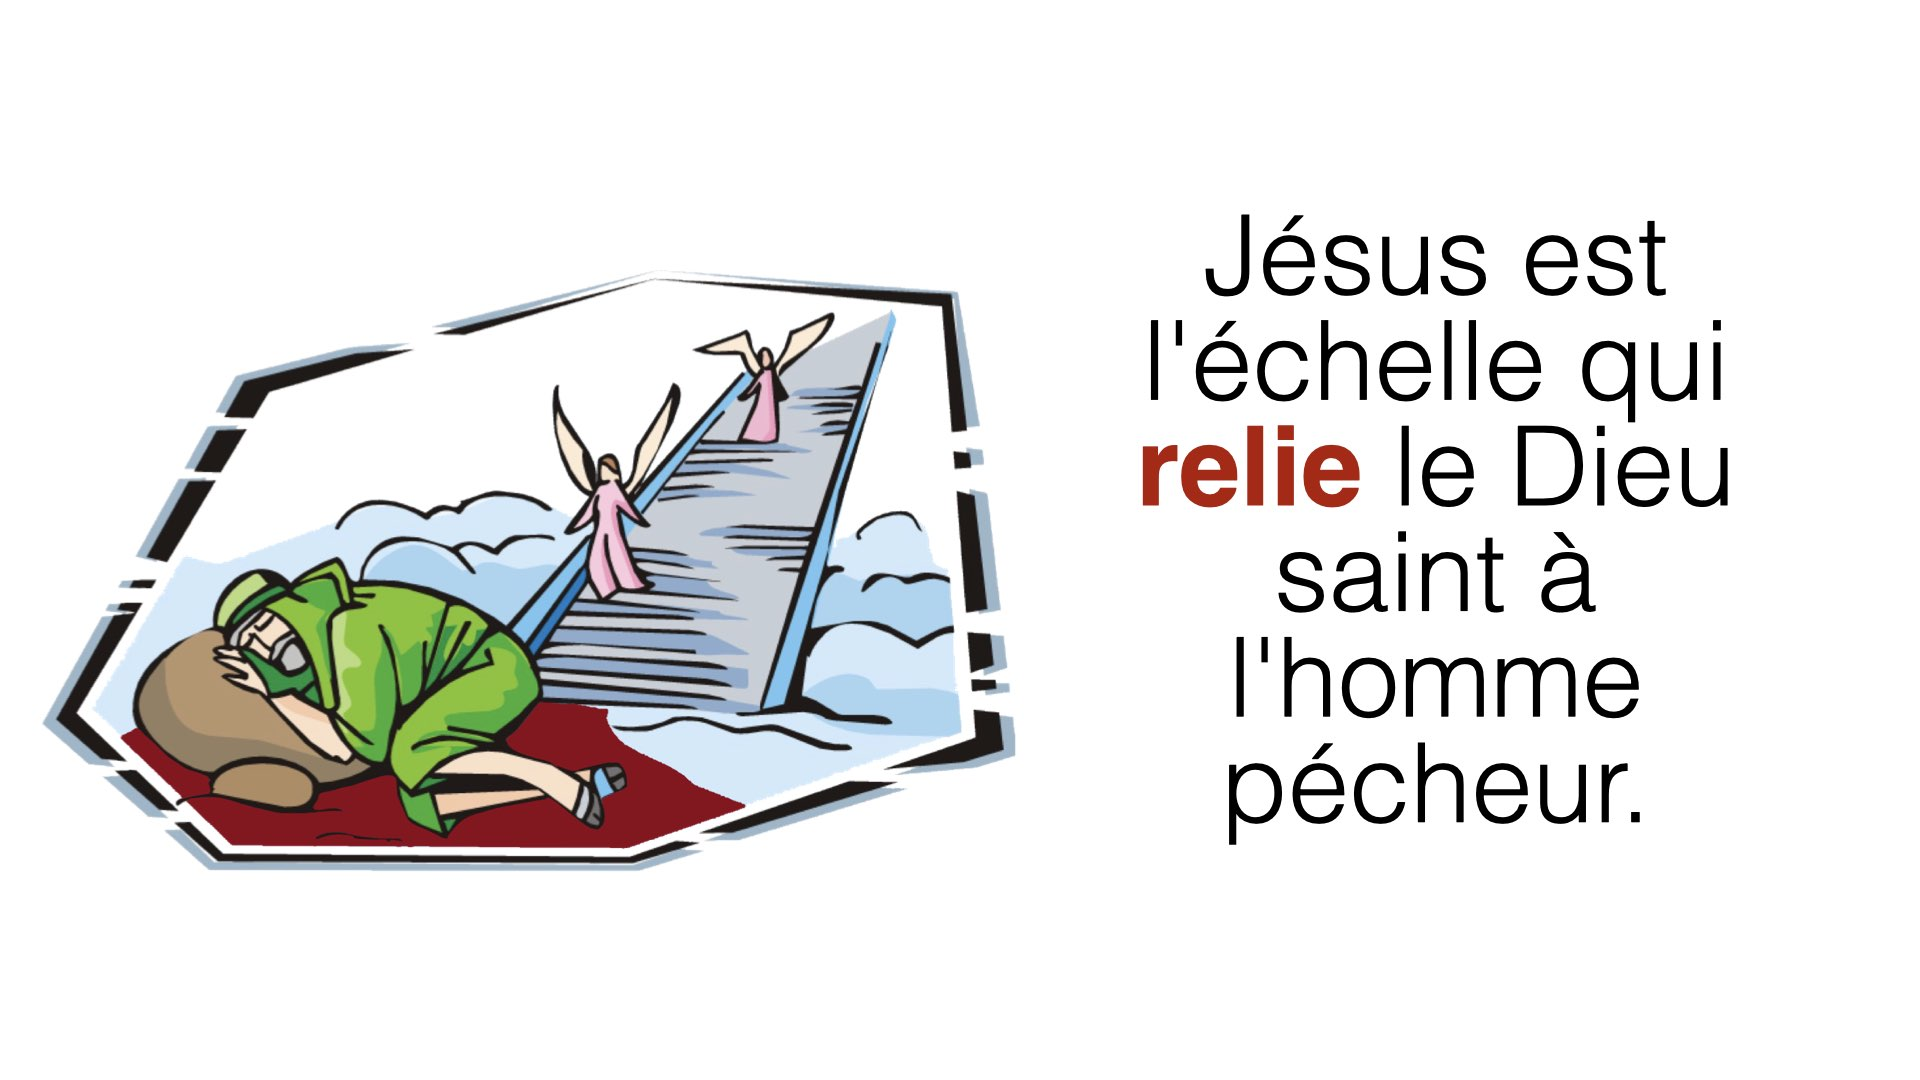 Jésus est
l'échelle qui
relie le Dieu
saint à
l'homme
pécheur.